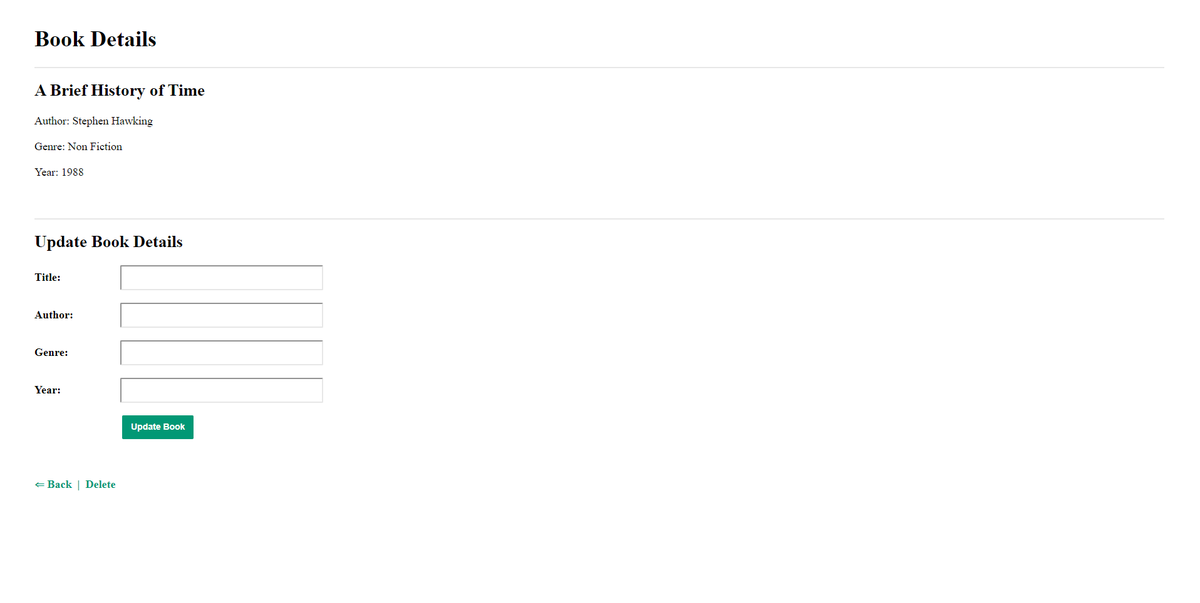 Book Details
A Brief History of Time
Author: Stephen Hawking
Genre: Non Fiction
Year: 1988
Update Book Details
Title:
Author:
Genre:
Year:
Update Book
⇐ Back | Delete